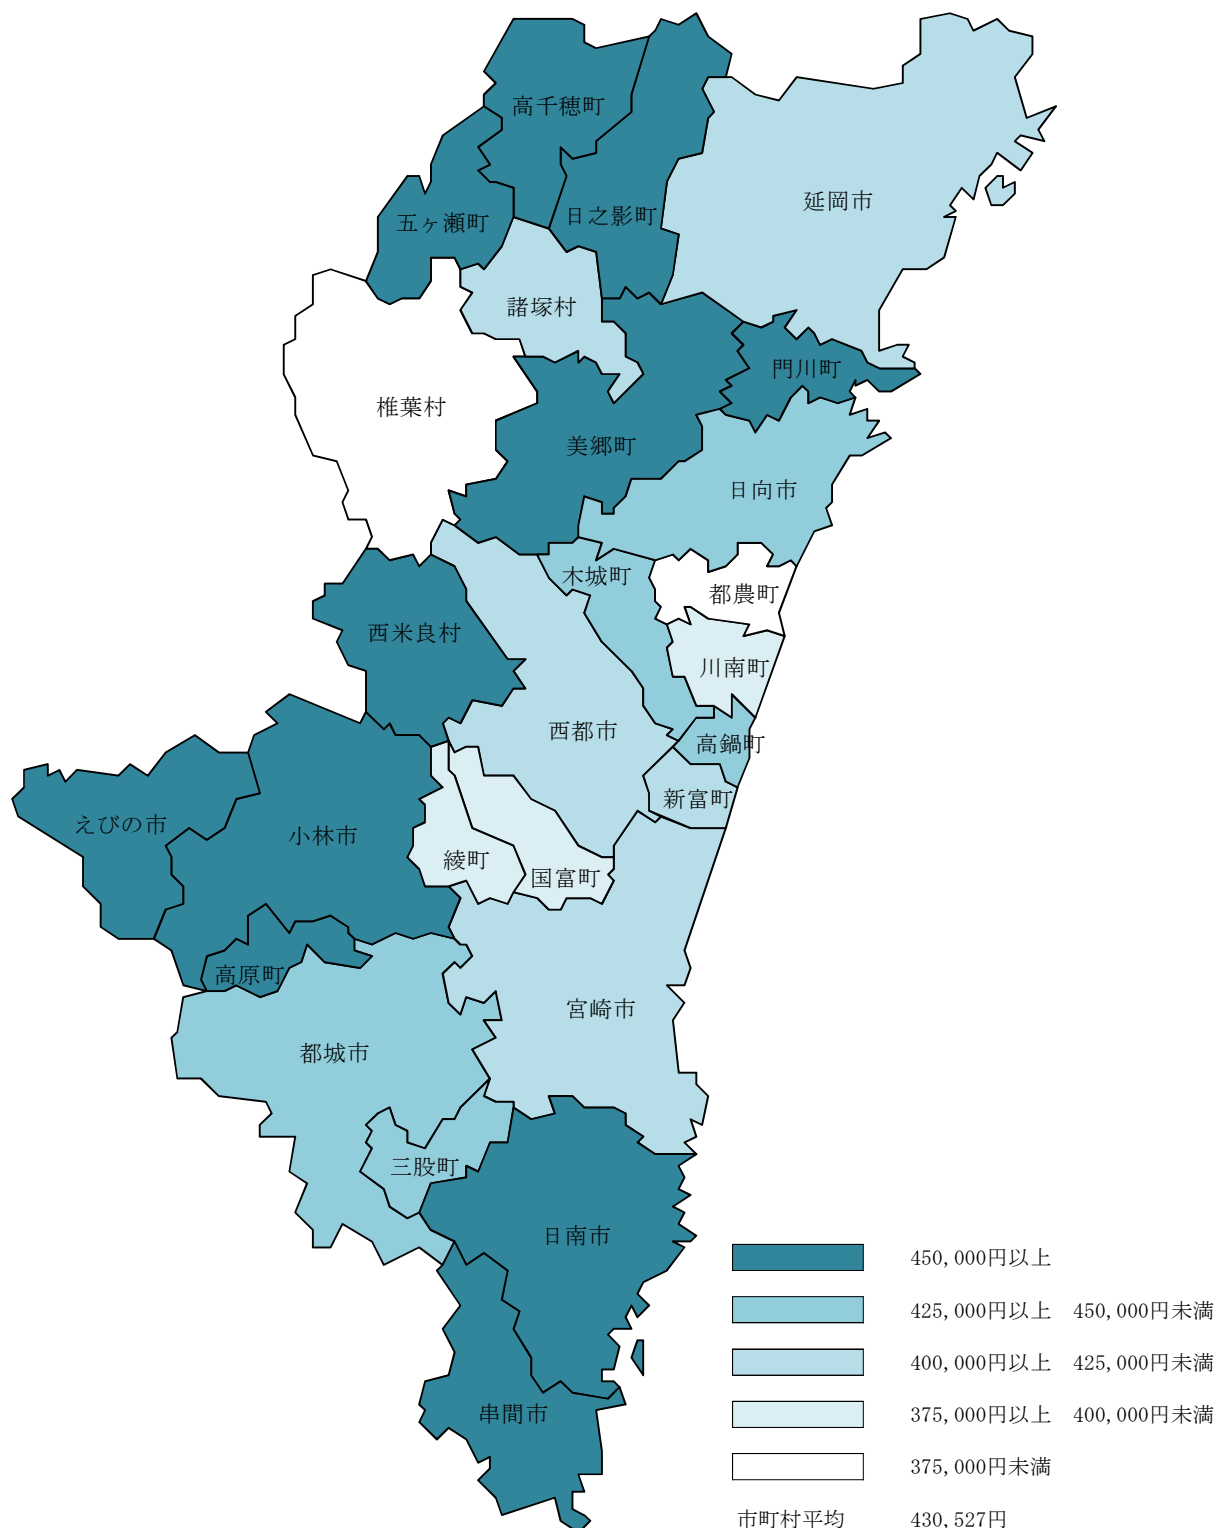 高千穂町
延岡市
日之影町
五ヶ瀬町
諸塚村
門川町
椎葉村
美郷町
日向市
木城町
都農町
西米良村
川南町
西都市
高鍋町
新富町
えびの市
小林市
綾町
国富町
高原町
宮崎市
都城市
三股町
日南市
串間市
450,000円以上
425,000円以上 450,000円未満
400,000円以上 425,000円未満
375,000円以上 400,000円未満
375,000円未満
市町村平均 430,527円